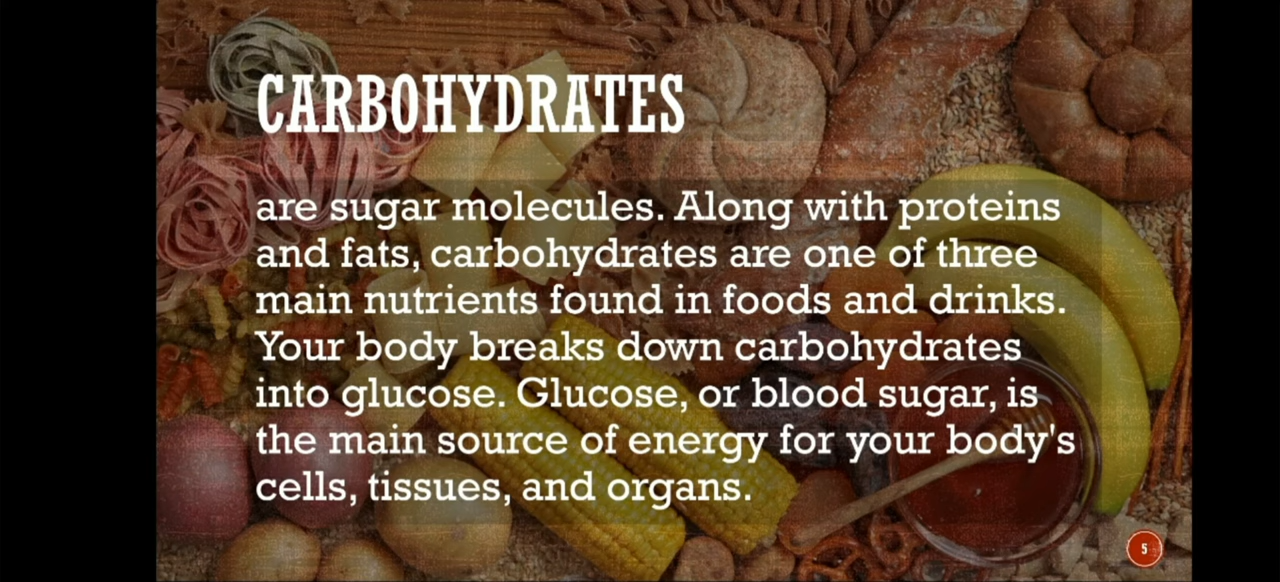 CARBOHYDRATES
are sugar molecules. Along with proteins
and fats, carbohydrates are one of three
main nutrients found in foods and drinks.
Your body breaks down carbohydrates
into glucose. Glucose, or blood sugar, is
the main source of energy for your body's
cells, tissues, and organs.
5